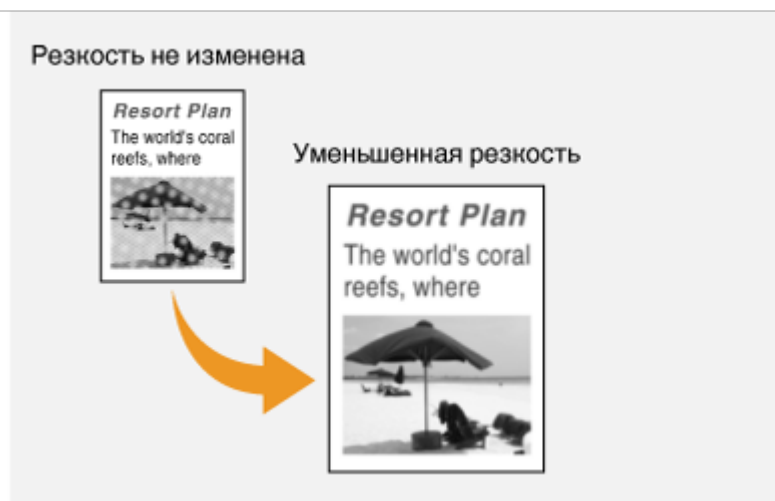 Резкость не изменена
Resort Plan
The world's coral
reefs, where
Уменьшенная резкость
Resort Plan
The world's coral
reefs, where